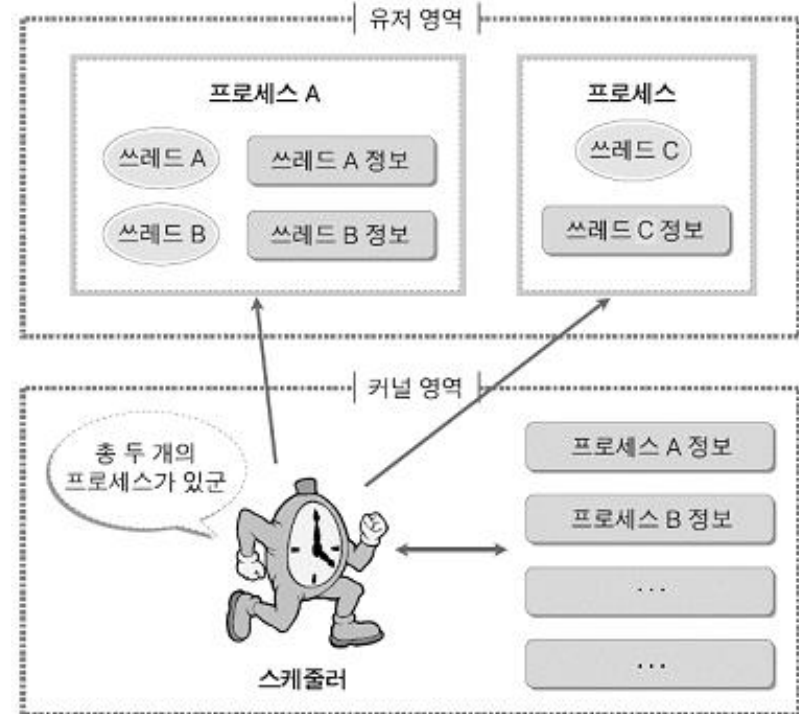 유저 영역
프로세스 A
쓰레드 A
쓰레드 A 정보
쓰레드 B
쓰레드 B 정보
프로세스
쓰레드 C
쓰레드 C 정보
커널 영역
총 두 개의
프로세스가 있군
스케줄러
프로세스 A 정보
프로세스 B 정보
...
...